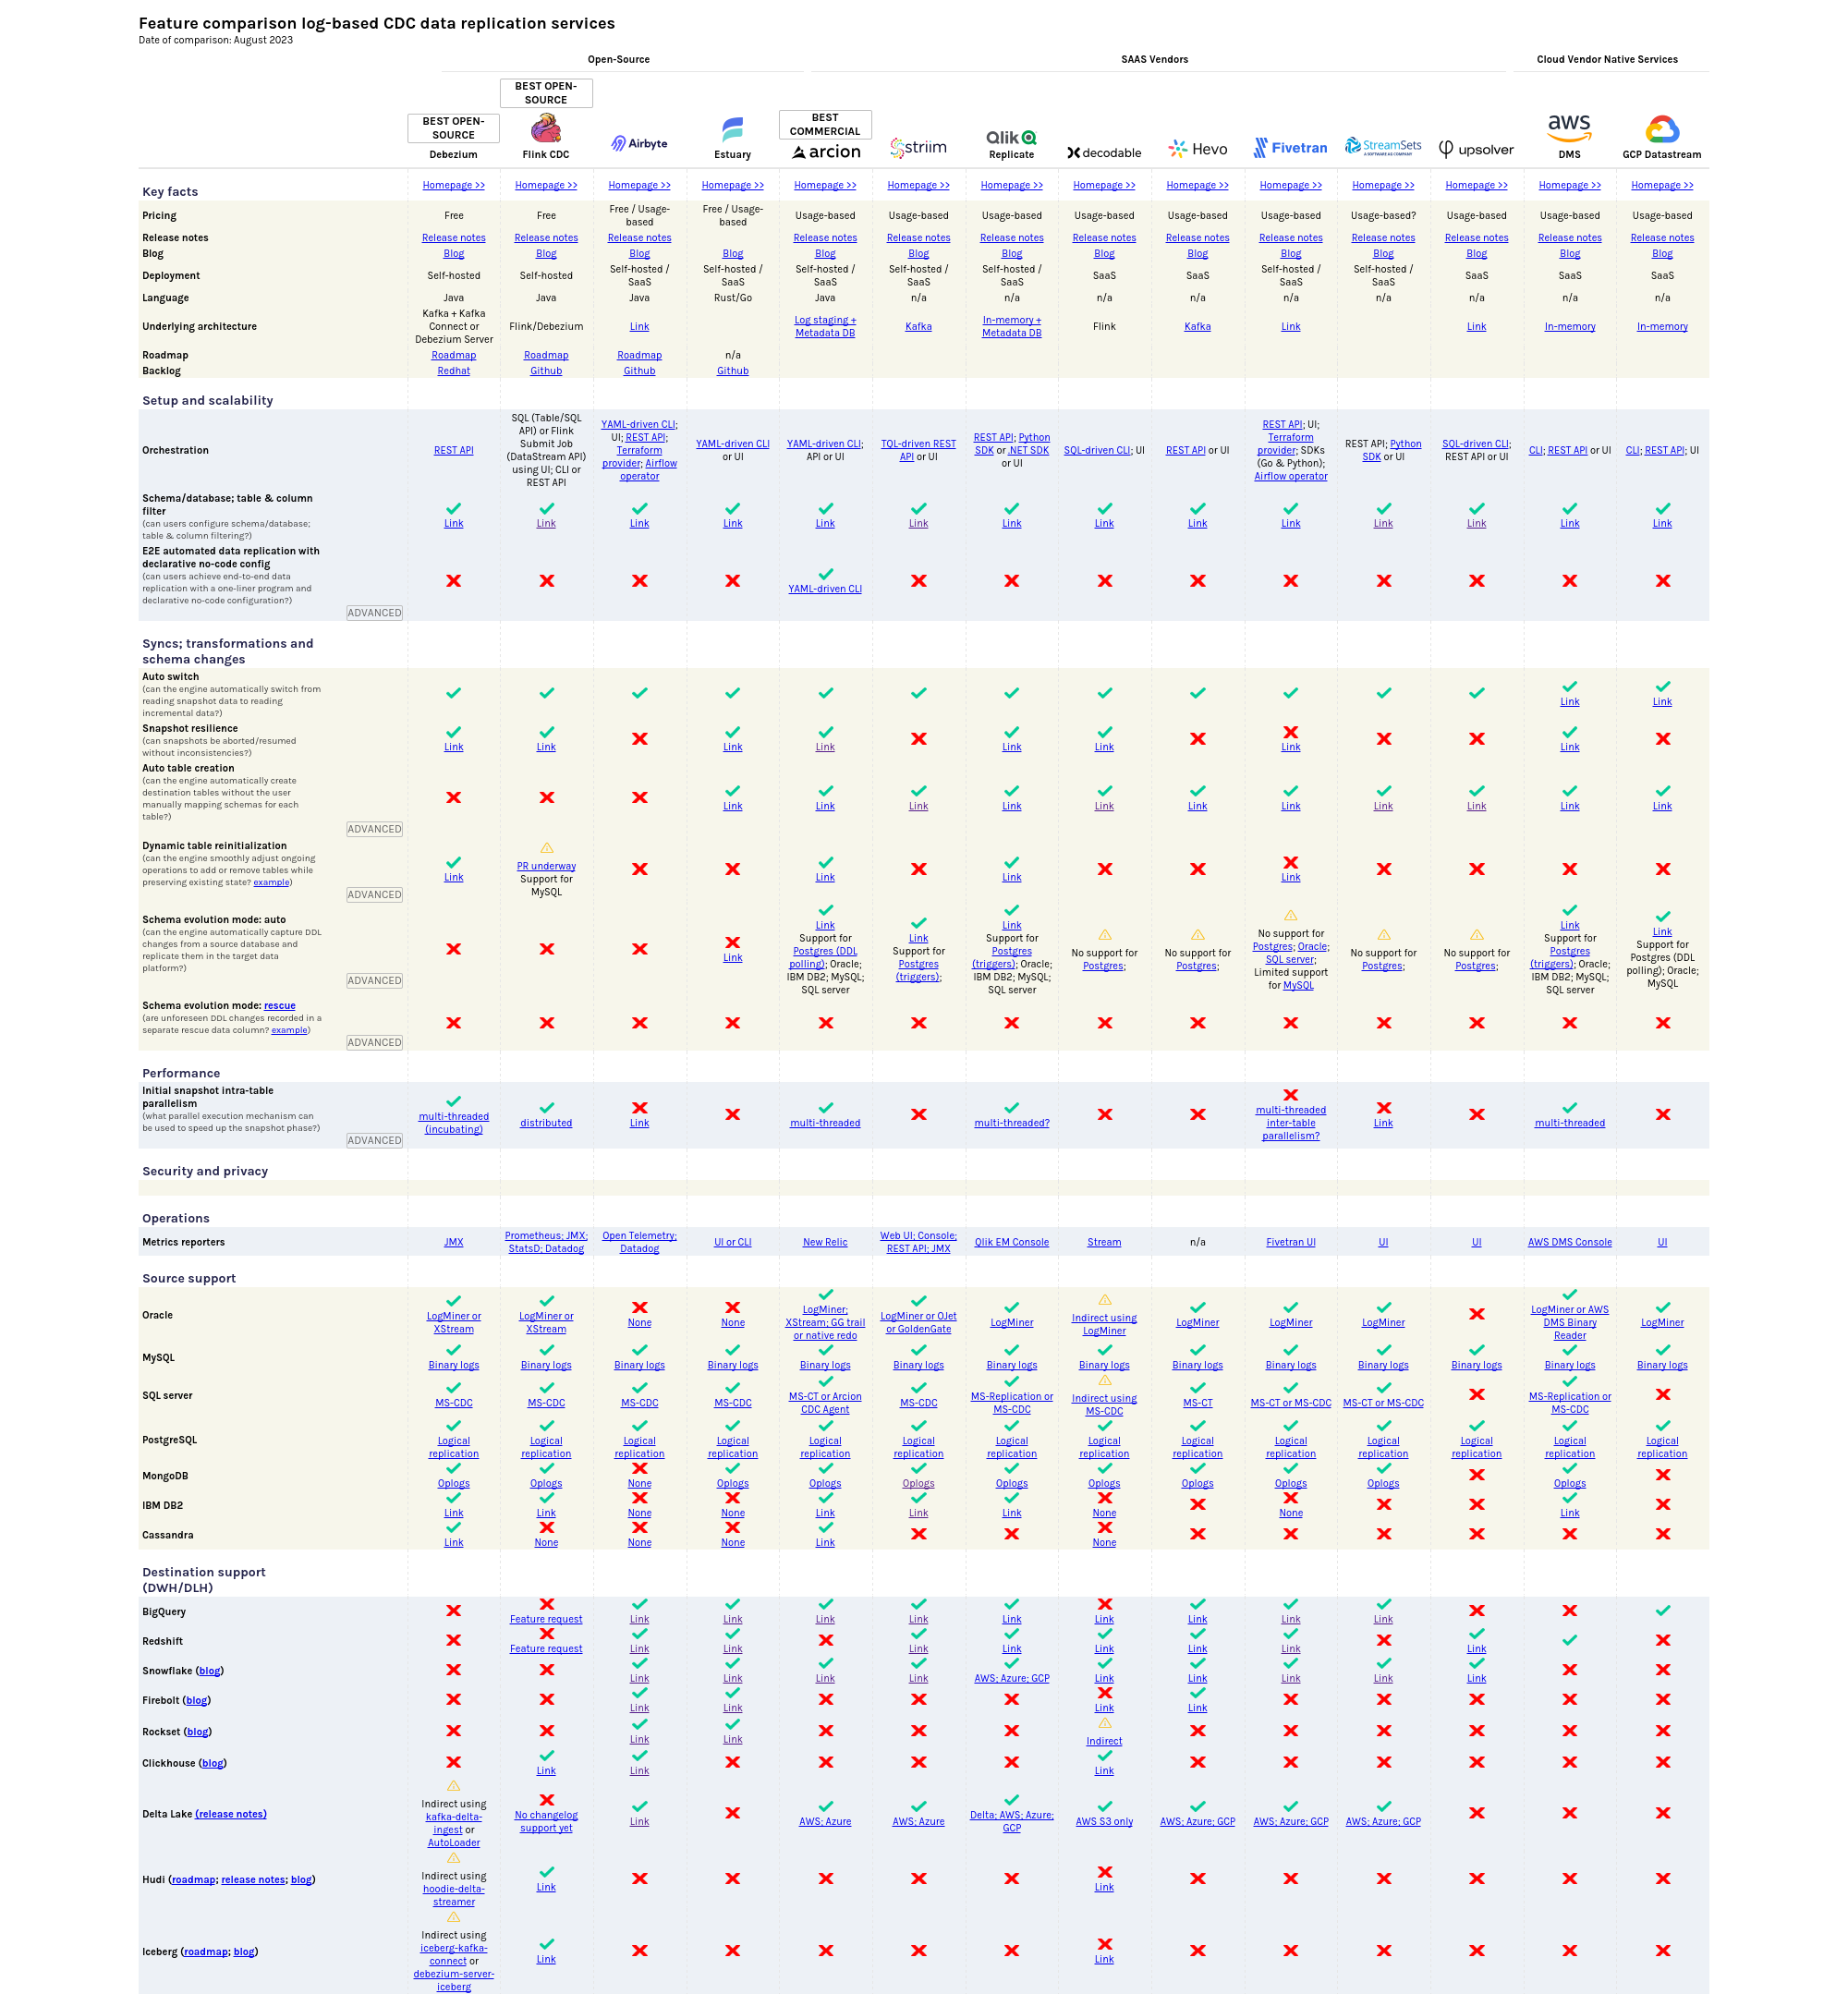 Feature comparison log-based CDC data replication services
Date of comparison: August 2023
Open-Source SAAS Vendors Cloud Vendor Native Services
BEST OPEN-SOURCE BEST OPEN-SOURCE BEST COMMERCIAL
Debezium Flink CDC Airbyte Estuary arcion striim Qlik Replicate decodable Hevo Fivetran StreamSets upsolver aws DMS GCP Datastream
Key facts Homepage >> Homepage >> Homepage >> Homepage >> Homepage >> Homepage >> Homepage >> Homepage >> Homepage >> Homepage >> Homepage >> Homepage >> Homepage >> Homepage >>
Pricing Free Free Free / Usage-based Free / Usage-based Usage-based Usage-based Usage-based Usage-based Usage-based Usage-based Usage-based? Usage-based Usage-based Usage-based
Release notes Release notes Release notes Release notes Release notes Release notes Release notes Release notes Release notes Release notes Release notes Release notes Release notes Release notes
Blog Blog Blog Blog Blog Blog Blog Blog Blog Blog Blog Blog Blog Blog Blog
Deployment Self-hosted Self-hosted Self-hosted / SaaS Self-hosted / SaaS Self-hosted / SaaS Self-hosted / SaaS Self-hosted / SaaS SaaS SaaS Self-hosted / SaaS Self-hosted / SaaS SaaS SaaS SaaS
Language Java Java Java Rust/Go Java n/a n/a n/a n/a n/a n/a n/a n/a n/a
Underlying architecture Kafka + Kafka Connect or Debezium Server Flink/Debezium Link Log staging + Metadata DB Kafka In-memory + Metadata DB Flink Kafka Link Link In-memory In-memory
Roadmap Roadmap Roadmap Roadmap n/a
Backlog Redhat Github Github Github
Setup and scalability
Orchestration REST API SQL (Table/SQL API) or Flink Submit Job (DataStream API) using UI; CLI or REST API YAML-driven CLI; UI; REST API; Terraform provider; Airflow operator YAML-driven CLI or UI YAML-driven CLI; API or UI TQL-driven REST API or UI REST API; Python SDK or .NET SDK or UI SQL-driven CLI; UI REST API or UI REST API; UI; Terraform provider; SDKs (Go & Python); Airflow operator REST API; Python SDK or UI SQL-driven CLI; REST API or UI CLI; REST API or UI CLI; REST API; UI
Schema/database; table & column filter
(can users configure schema/database; table & column filtering?) Link Link Link Link Link Link Link Link Link Link Link Link Link Link
E2E automated data replication with declarative no-code config
(can users achieve end-to-end data replication with a one-liner program and declarative no-code configuration?) YAML-driven CLI
ADVANCED
Syncs; transformations and schema changes
Auto switch
(can the engine automatically switch from reading snapshot data to reading incremental data?) Link Link
Snapshot resilience
(can snapshots be aborted/resumed without inconsistencies?) Link Link Link Link Link Link Link Link
Auto table creation
(can the engine automatically create destination tables without the user manually mapping schemas for each table?) Link Link Link Link Link Link Link Link Link Link Link
ADVANCED
Dynamic table reinitialization
(can the engine smoothly adjust ongoing operations to add or remove tables while preserving existing state? example) Link PR underway Support for MySQL Link Link Link
ADVANCED
Schema evolution mode: auto
(can the engine automatically capture DDL changes from a source database and replicate them in the target data platform?) Link Link Support for Postgres (DDL polling); Oracle; IBM DB2; MySQL; SQL server Link Support for Postgres (triggers); Link Support for Postgres (triggers); Oracle; IBM DB2; MySQL; SQL server No support for Postgres; No support for Postgres; No support for Postgres; Oracle; SQL server; Limited support for MySQL No support for Postgres; No support for Postgres; Link Support for Postgres (triggers); Oracle; IBM DB2; MySQL; SQL server Link Support for Postgres (DDL polling); Oracle; MySQL
ADVANCED
Schema evolution mode: rescue
(are unforeseen DDL changes recorded in a separate rescue data column? example)
ADVANCED
Performance
Initial snapshot intra-table parallelism
(what parallel execution mechanism can be used to speed up the snapshot phase?) multi-threaded (incubating) distributed Link multi-threaded multi-threaded? multi-threaded inter-table parallelism? Link multi-threaded
ADVANCED
Security and privacy
Operations
Metrics reporters JMX Prometheus; JMX; StatsD; Datadog Open Telemetry; Datadog UI or CLI New Relic Web UI; Console; REST API; JMX Qlik EM Console Stream n/a Fivetran UI UI UI AWS DMS Console UI
Source support
Oracle LogMiner or XStream LogMiner or XStream None None LogMiner; XStream; GG trail or native redo LogMiner or OJet or GoldenGate LogMiner Indirect using LogMiner LogMiner LogMiner LogMiner LogMiner or AWS DMS Binary Reader LogMiner
MySQL Binary logs Binary logs Binary logs Binary logs Binary logs Binary logs Binary logs Binary logs Binary logs Binary logs Binary logs Binary logs Binary logs Binary logs
SQL server MS-CDC MS-CDC MS-CDC MS-CDC MS-CT or Arcion CDC Agent MS-CDC MS-Replication or MS-CDC Indirect using MS-CDC MS-CT MS-CT or MS-CDC MS-CT or MS-CDC MS-Replication or MS-CDC
PostgreSQL Logical replication Logical replication Logical replication Logical replication Logical replication Logical replication Logical replication Logical replication Logical replication Logical replication Logical replication Logical replication Logical replication Logical replication
MongoDB Oplogs Oplogs None Oplogs Oplogs Oplogs Oplogs Oplogs Oplogs Oplogs Oplogs Oplogs
IBM DB2 Link Link None None Link Link Link None None Link
Cassandra Link None None None Link None
Destination support (DWH/DLH)
BigQuery Feature request Link Link Link Link Link Link Link Link Link
Redshift Feature request Link Link Link Link Link Link Link Link
Snowflake (blog) Link Link Link Link AWS; Azure; GCP Link Link Link Link Link
Firebolt (blog) Link Link Link Link
Rockset (blog) Link Link Indirect
Clickhouse (blog) Link Link Link
Delta Lake (release notes) Indirect using kafka-delta-ingest or AutoLoader No changelog support yet Link AWS; Azure AWS; Azure Delta; AWS; Azure; GCP AWS S3 only AWS; Azure; GCP AWS; Azure; GCP AWS; Azure; GCP
Hudi (roadmap; release notes; blog) Indirect using hoodie-delta-streamer Link Link
Iceberg (roadmap; blog) Indirect using iceberg-kafka-connect or debezium-server-iceberg Link Link